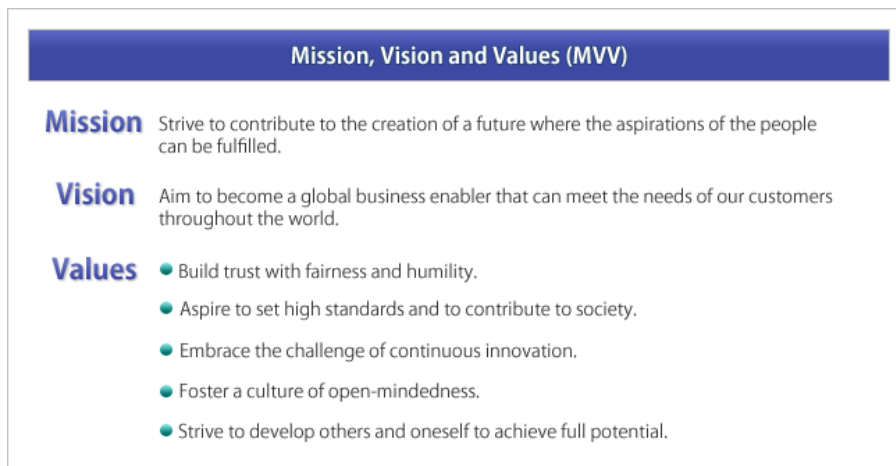 Mission, Vision and Values (MVV)
Mission Strive to contribute to the creation of a future where the aspirations of the people
can be fulfilled.
Vision Aim to become a global business enabler that can meet the needs of our customers
throughout the world.
Values ● Build trust with fairness and humility.
● Aspire to set high standards and to contribute to society.
● Embrace the challenge of continuous innovation.
● Foster a culture of open-mindedness.
● Strive to develop others and oneself to achieve full potential.